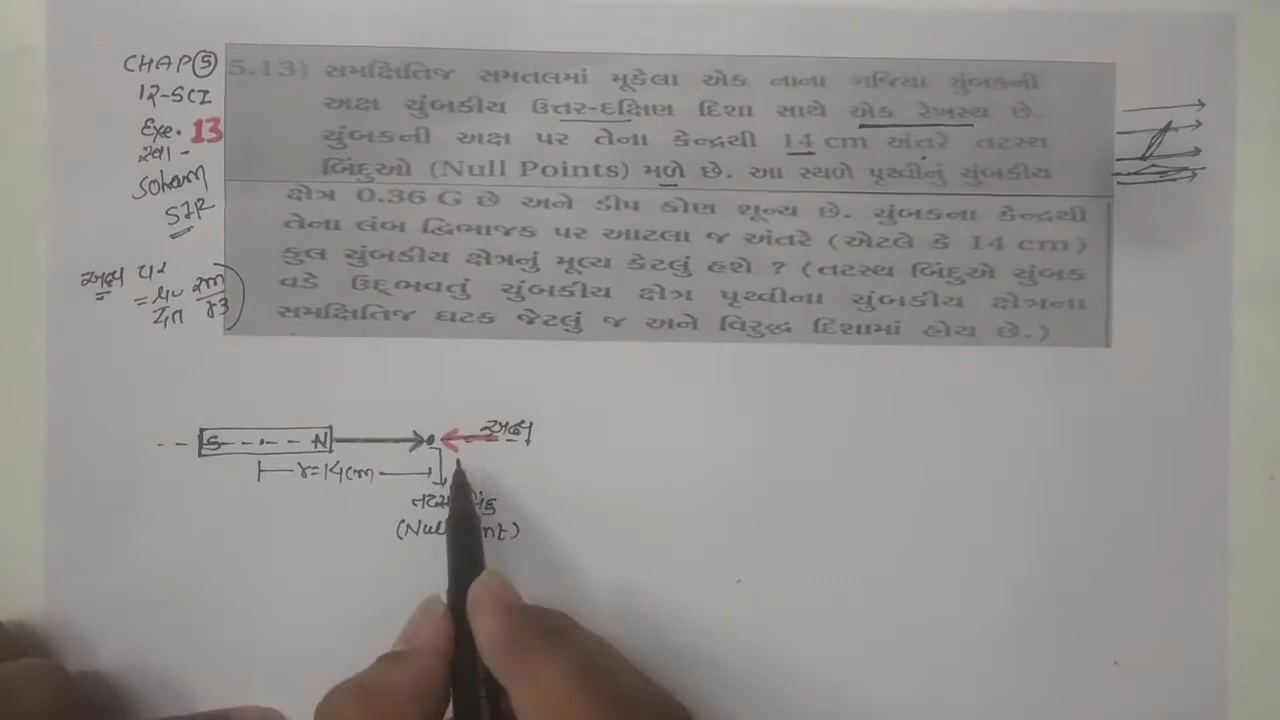 CHAP 5
12-SCI
Exe. 13
Soham
SIR
5.13) સમક્ષિતિજ સમતલમાં મૂકેલા એક નાના ગજિયા ચુંબકની
અક્ષ ચુંબકીય ઉત્તર-દક્ષિણ દિશા સાથે એક રેખસ્થ છે.
ચુંબકની અક્ષ પર તેના કેન્દ્રથી 14 cm અંતરે તટસ્થ
બિંદુઓ (Null Points) મળે છે. આ સ્થળે પૃથ્વીનું ચુંબકીય
ક્ષેત્ર 0.36 G છે અને ડીપ કોણ શૂન્ય છે. ચુંબકના કેન્દ્રથી
તેના લંબ દ્વિભાજક પર આટલા જ અંતરે (એટલે કે 14 cm)
કુલ ચુંબકીય ક્ષેત્રનું મૂલ્ય કેટલું હશે ? (તટસ્થ બિંદુએ ચુંબક
વડે ઉદ્‌ભવતું ચુંબકીય ક્ષેત્ર પૃથ્વીના ચુંબકીય ક્ષેત્રના
સમક્ષિતિજ ઘટક જેટલું જ અને વિરુદ્ધ દિશામાં હોય છે.)
અક્ષ પર
S N અક્ષ
r=14cm